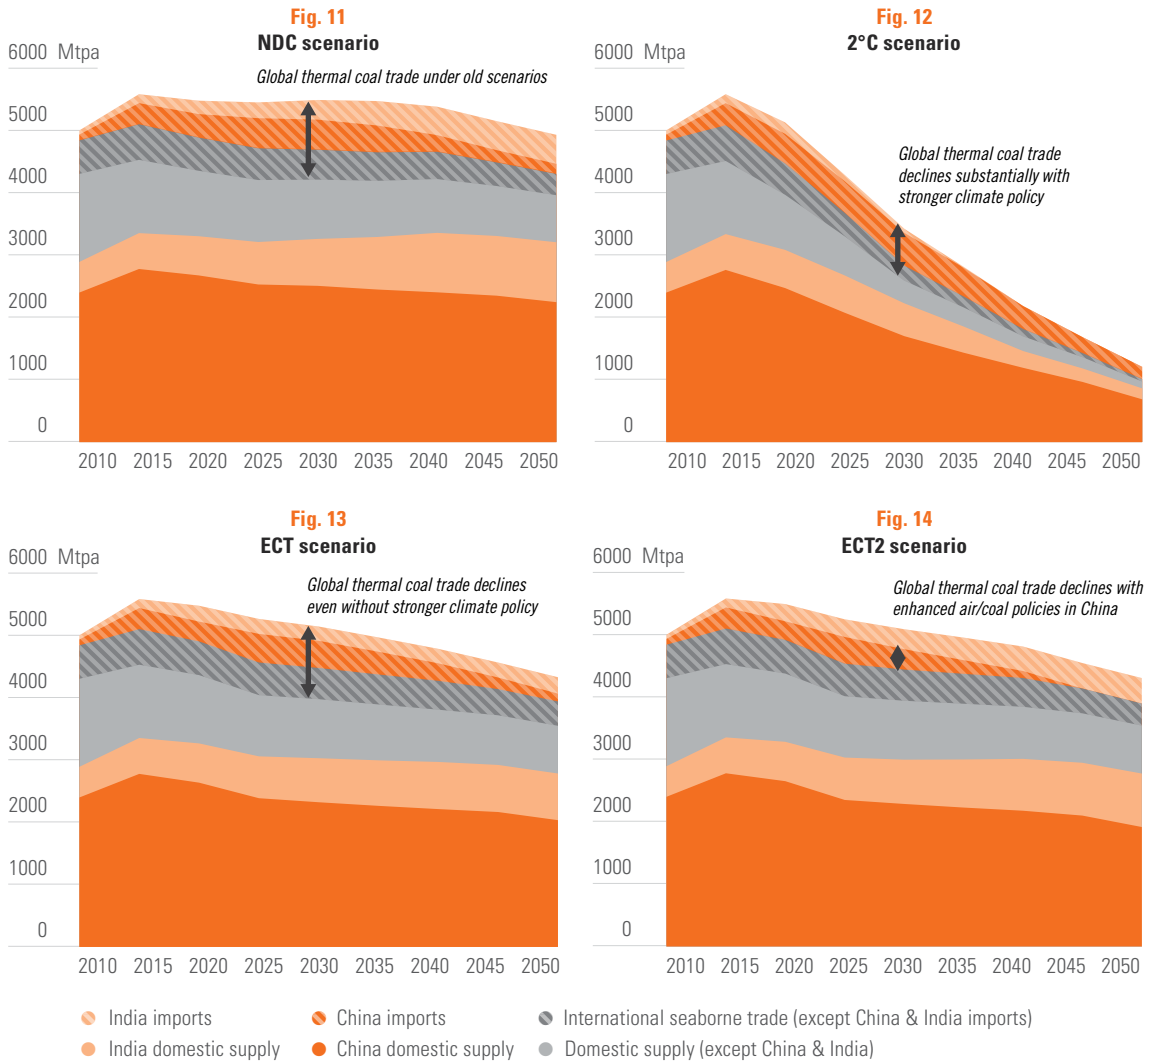 Fig. 11
NDC scenario
6000 Mtpa
Global thermal coal trade under old scenarios
5000
4000
3000
2000
1000
0
2010 2015 2020 2025 2030 2035 2040 2045 2050
Fig. 12
2°C scenario
6000 Mtpa
5000
Global thermal coal trade
declines substantially with
stronger climate policy
4000
3000
2000
1000
0
2010 2015 2020 2025 2030 2035 2040 2045 2050
Fig. 13
ECT scenario
6000 Mtpa
Global thermal coal trade declines
even without stronger climate policy
5000
4000
3000
2000
1000
0
2010 2015 2020 2025 2030 2035 2040 2045 2050
Fig. 14
ECT2 scenario
6000 Mtpa
Global thermal coal trade declines with
enhanced air/coal policies in China
5000
4000
3000
2000
1000
0
2010 2015 2020 2025 2030 2035 2040 2045 2050
India imports China imports International seaborne trade (except China & India imports)
India domestic supply China domestic supply Domestic supply (except China & India)